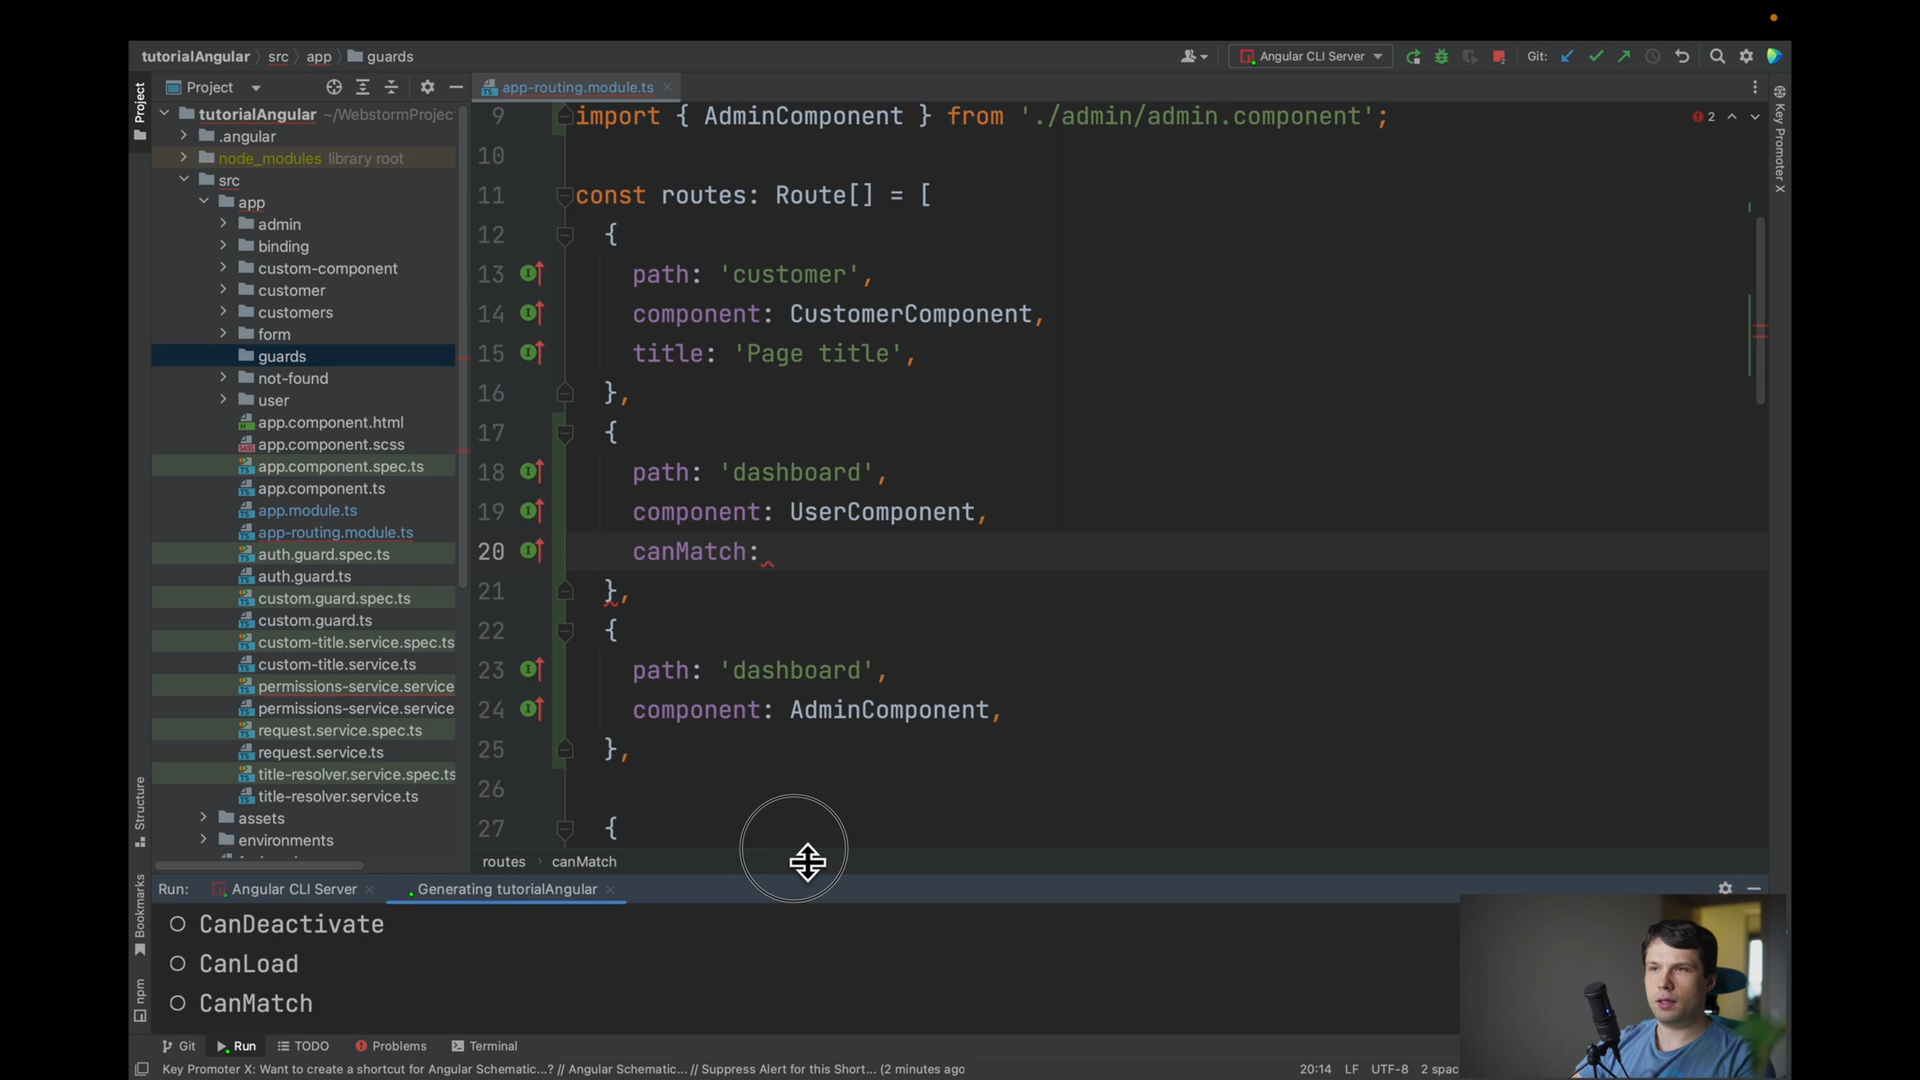 tutorialAngular src app guards Angular CLI Server Git:
Project
app-routing.module.ts
Project
tutorialAngular ~/WebstormProjec
.angular
node_modules library root
src
app
admin
binding
custom-component
customer
customers
form
guards
not-found
user
app.component.html
app.component.scss
app.component.spec.ts
app.component.ts
app.module.ts
app-routing.module.ts
auth.guard.spec.ts
auth.guard.ts
custom.guard.spec.ts
custom.guard.ts
custom-title.service.spec.ts
custom-title.service.ts
permissions-service.service
permissions-service.service
request.service.spec.ts
request.service.ts
title-resolver.service.spec.ts
title-resolver.service.ts
assets
environments
Structure
Bookmarks
npm
9 import { AdminComponent } from './admin/admin.component';
10
11 const routes: Route[] = [
12 {
13 path: 'customer',
14 component: CustomerComponent,
15 title: 'Page title',
16 },
17 {
18 path: 'dashboard',
19 component: UserComponent,
20 canMatch:
21 },
22 {
23 path: 'dashboard',
24 component: AdminComponent,
25 },
26
27 {
2
Key Promoter X
routes canMatch
Run: Angular CLI Server Generating tutorialAngular
CanDeactivate
CanLoad
CanMatch
Git Run TODO Problems Terminal
Key Promoter X: Want to create a shortcut for Angular Schematic...? // Angular Schematic... // Suppress Alert for this Short... (2 minutes ago
20:14 LF UTF-8 2 spac